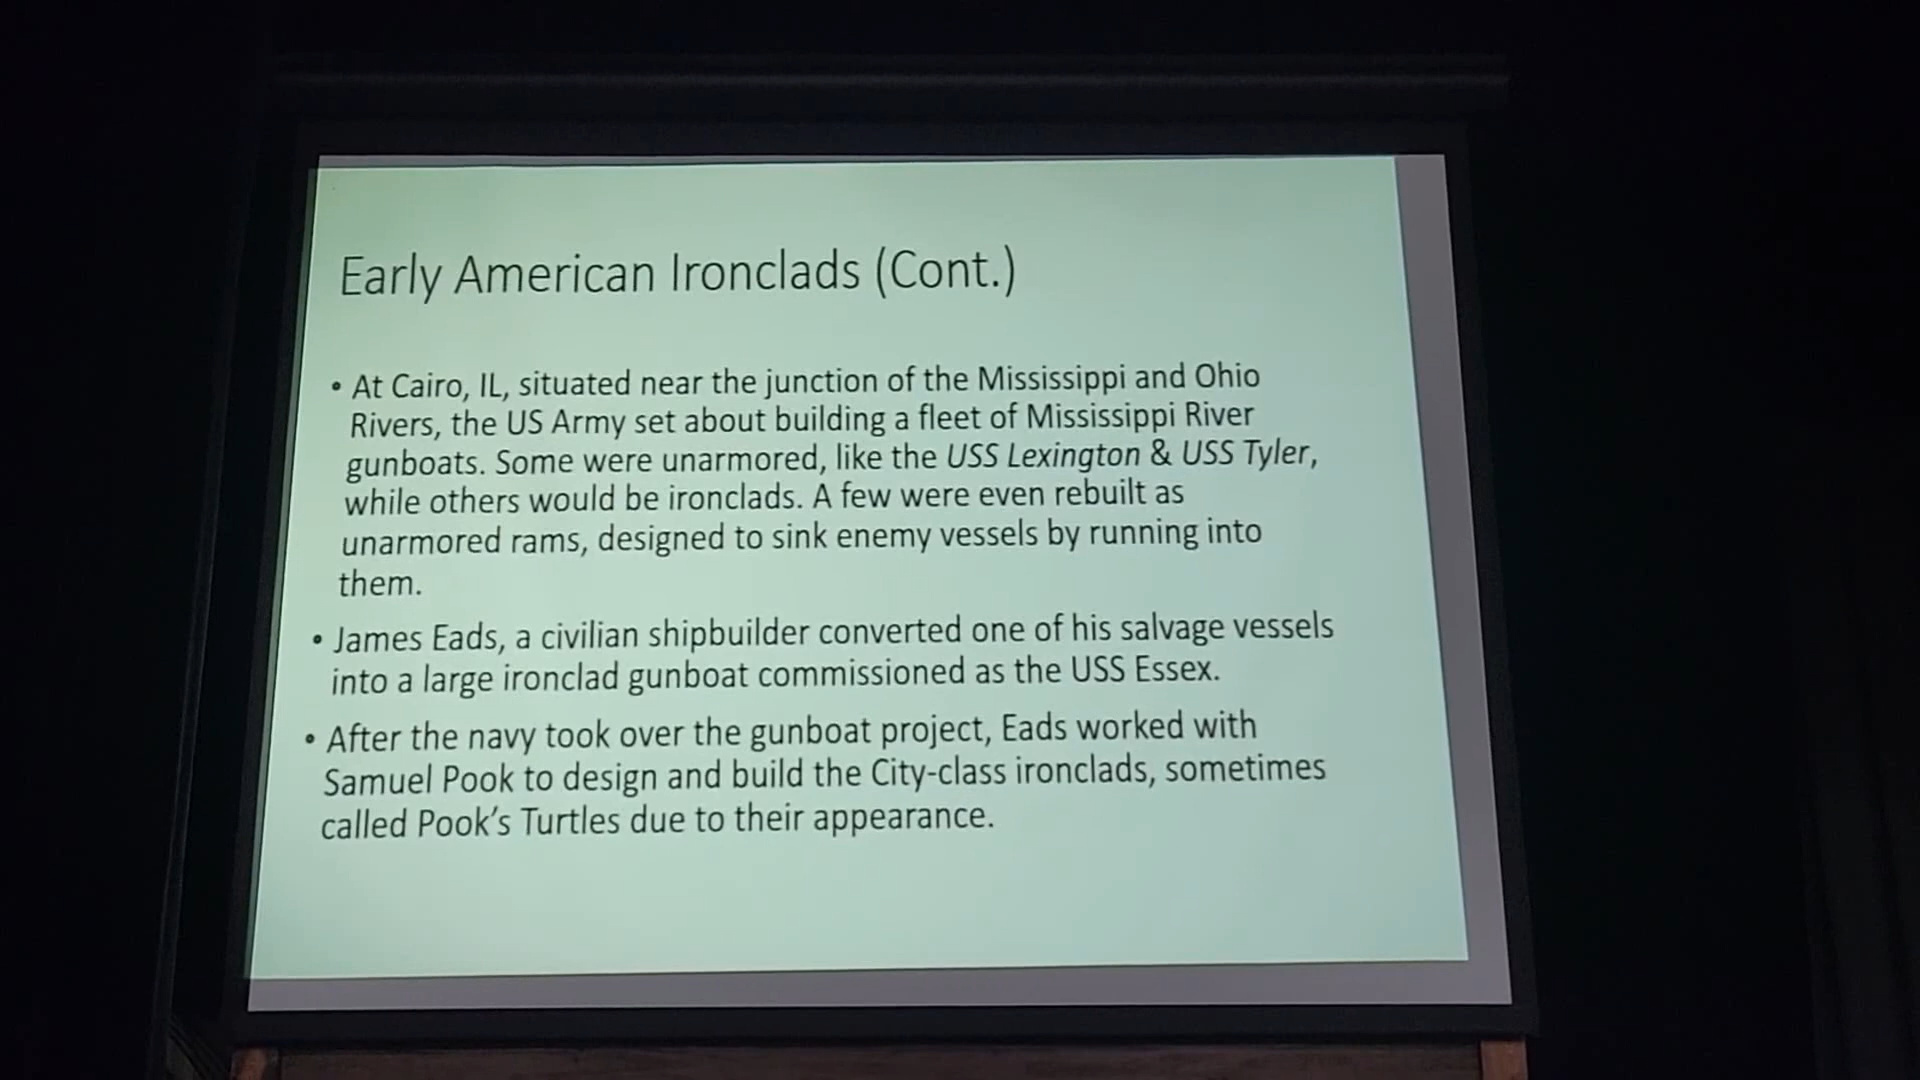 Early American Ironclads (Cont.)
• At Cairo, IL, situated near the junction of the Mississippi and Ohio
Rivers, the US Army set about building a fleet of Mississippi River
gunboats. Some were unarmored, like the USS Lexington & USS Tyler,
while others would be ironclads. A few were even rebuilt as
unarmored rams, designed to sink enemy vessels by running into
them.
• James Eads, a civilian shipbuilder converted one of his salvage vessels
into a large ironclad gunboat commissioned as the USS Essex.
• After the navy took over the gunboat project, Eads worked with
Samuel Pook to design and build the City-class ironclads, sometimes
called Pook's Turtles due to their appearance.